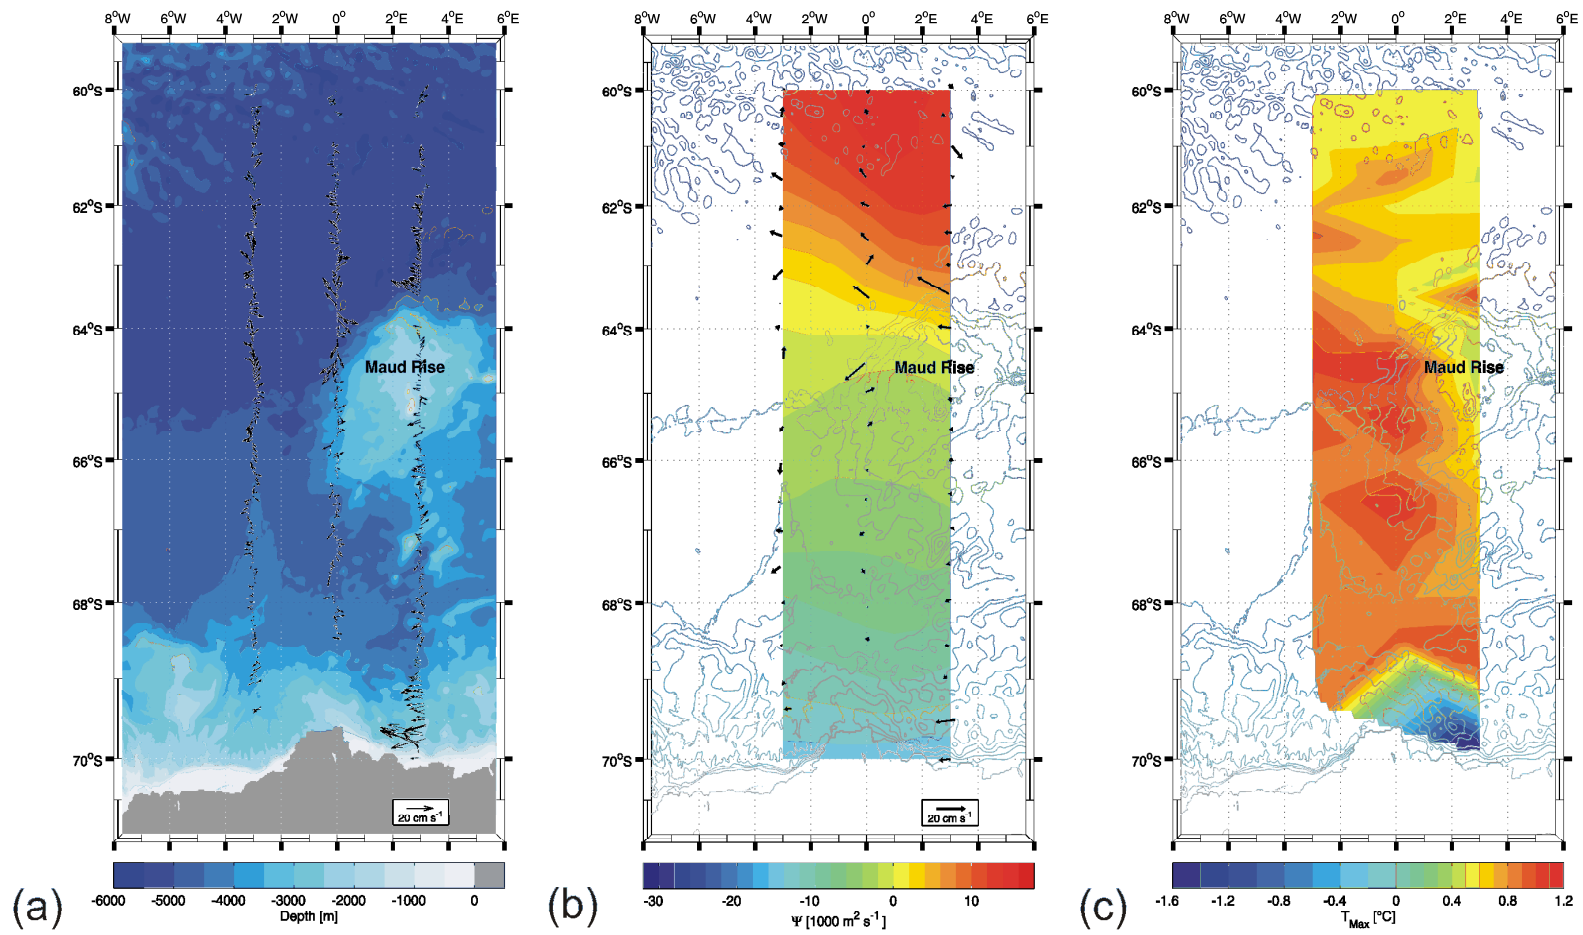 8°W 6°W 4°W 2°W 0° 2°E 4°E 6°E
60°S
62°S
64°S
66°S
68°S
70°S
Maud Rise
20 cm s-1
-6000 -5000 -4000 -3000 -2000 -1000 0
Depth [m]
(a)
8°W 6°W 4°W 2°W 0° 2°E 4°E 6°E
60°S
62°S
64°S
66°S
68°S
70°S
Maud Rise
20 cm s-1
-30 -20 -10 0 10
Ψ [1000 m2 s-1]
(b)
8°W 6°W 4°W 2°W 0° 2°E 4°E 6°E
60°S
62°S
64°S
66°S
68°S
70°S
Maud Rise
-1.6 -1.2 -0.8 -0.4 0 0.4 0.8 1.2
TMax [°C]
(c)